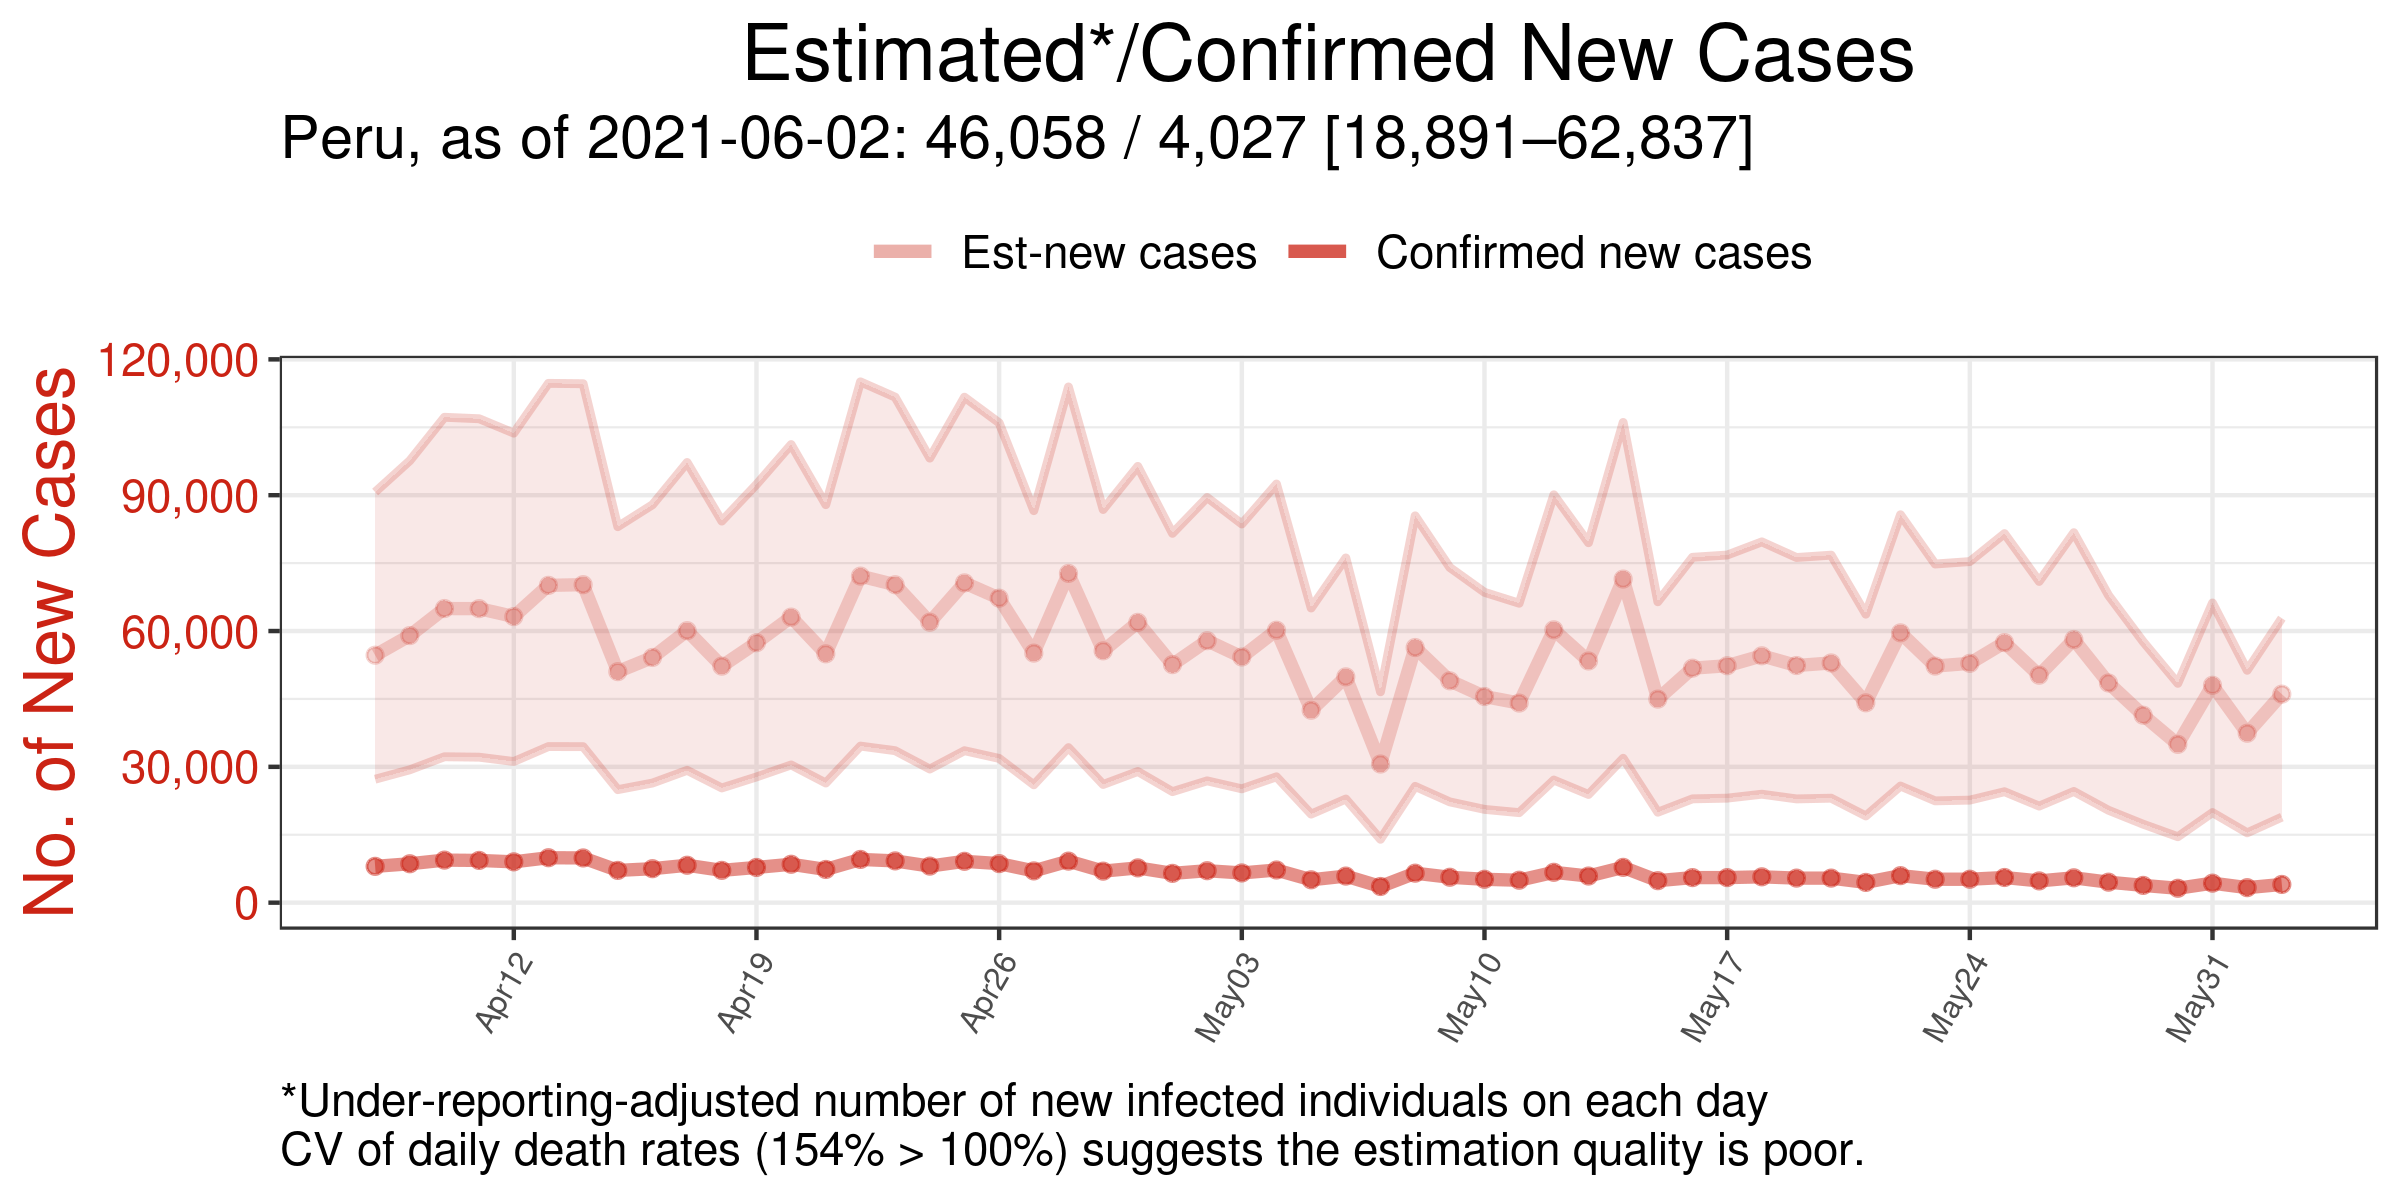 Estimated*/Confirmed New Cases
Peru, as of 2021-06-02: 46,058 / 4,027 [18,891–62,837]
Est-new cases
Confirmed new cases
No. of New Cases
120,000
90,000
60,000
30,000
0
Apr12
Apr19
Apr26
May03
May10
May17
May24
May31
*Under-reporting-adjusted number of new infected individuals on each day
CV of daily death rates (154% > 100%) suggests the estimation quality is poor.